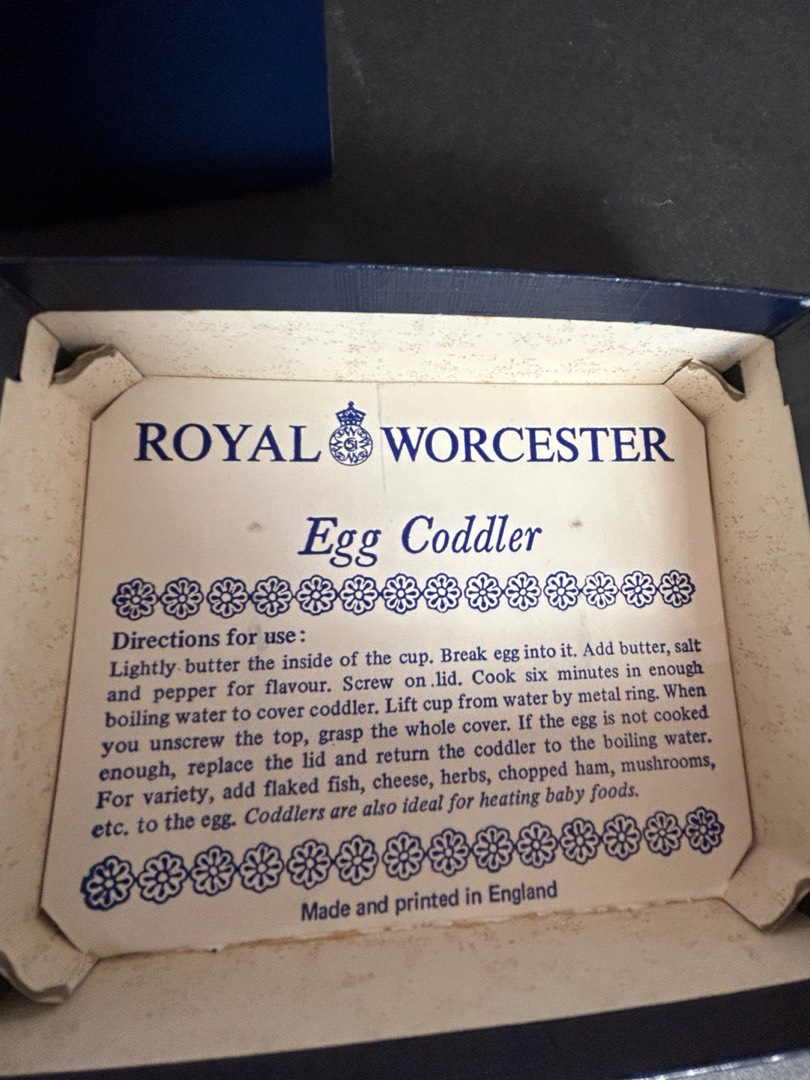 ROYAL WORCESTER
Egg Coddler
Directions for use:
Lightly butter the inside of the cup. Break egg into it. Add butter, salt
and pepper for flavour. Screw on lid. Cook six minutes in enough
boiling water to cover coddler. Lift cup from water by metal ring. When
you unscrew the top, grasp the whole cover. If the egg is not cooked
enough, replace the lid and return the coddler to the boiling water.
For variety, add flaked fish, cheese, herbs, chopped ham, mushrooms,
etc. to the egg. Coddlers are also ideal for heating baby foods.
Made and printed in England